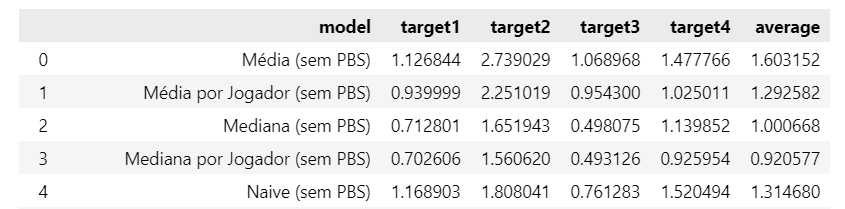 model target1 target2 target3 target4 average
0 Média (sem PBS) 1.126844 2.739029 1.068968 1.477766 1.603152
1 Média por Jogador (sem PBS) 0.939999 2.251019 0.954300 1.025011 1.292582
2 Mediana (sem PBS) 0.712801 1.651943 0.498075 1.139852 1.000668
3 Mediana por Jogador (sem PBS) 0.702606 1.560620 0.493126 0.925954 0.920577
4 Naive (sem PBS) 1.168903 1.808041 0.761283 1.520494 1.314680